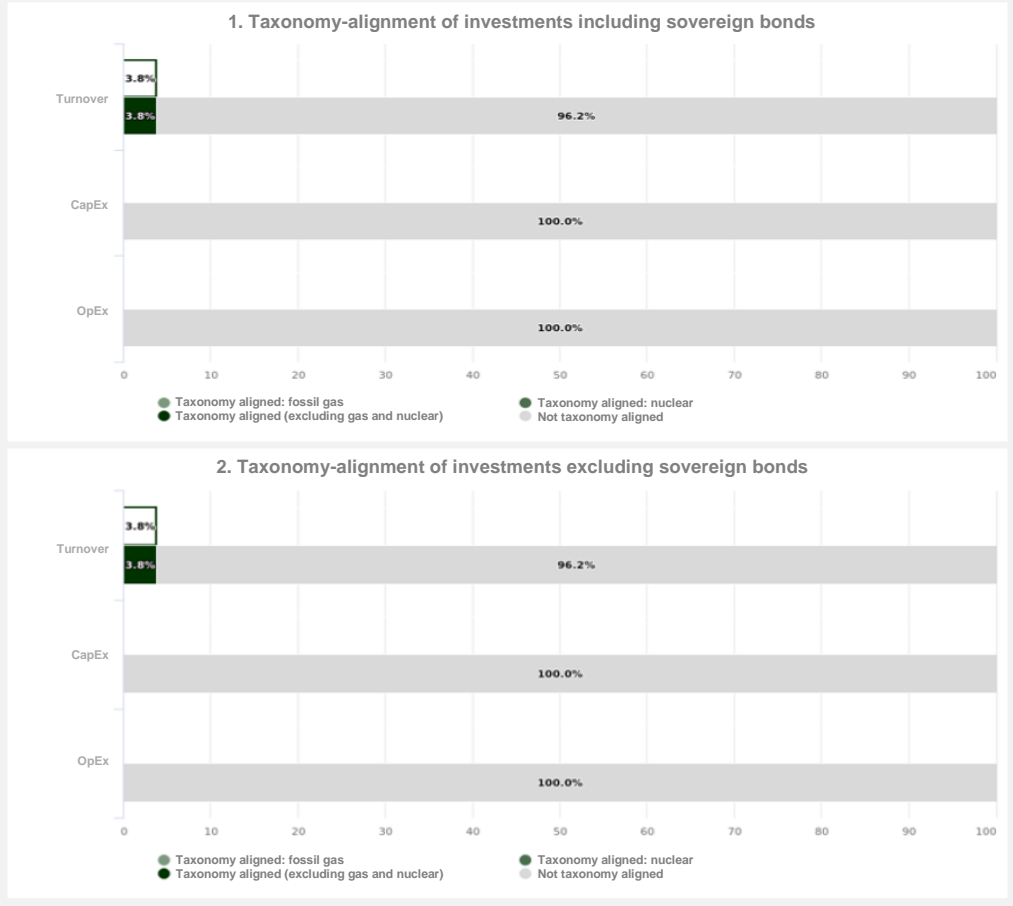 1. Taxonomy-alignment of investments including sovereign bonds
3.8%
Turnover
3.8% 96.2%
CapEx
100.0%
OpEx
100.0%
0 10 20 30 40 50 60 70 80 90 100
Taxonomy aligned: fossil gas Taxonomy aligned: nuclear
Taxonomy aligned (excluding gas and nuclear) Not taxonomy aligned
2. Taxonomy-alignment of investments excluding sovereign bonds
3.8%
Turnover
3.8% 96.2%
CapEx
100.0%
OpEx
100.0%
0 10 20 30 40 50 60 70 80 90 100
Taxonomy aligned: fossil gas Taxonomy aligned: nuclear
Taxonomy aligned (excluding gas and nuclear) Not taxonomy aligned